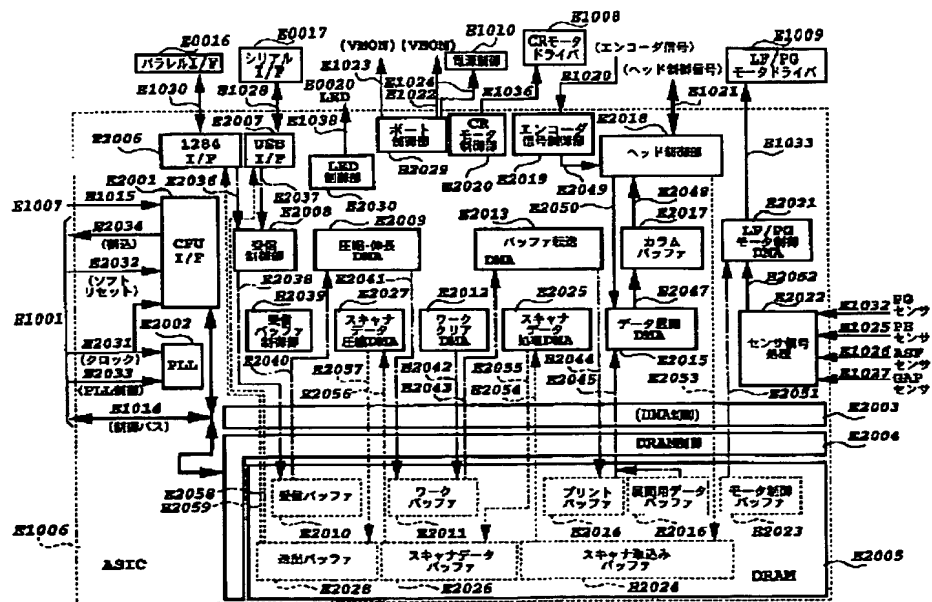 E0016
パラレルI/F
E1030
E0017
シリアル
I/F
E1028
E0020
LED
E1038
(VMON)
(VHON)
E1023
E1024
E1022
E1010
電源制御
E1036
E1008
CRモータ
ドライバ
(エンコーダ信号)
E1020
(ヘッド制御信号)
E1021
E1009
LF/PG
モータドライバ
E1033
E2006
1284
I/F
E2007
USB
I/F
E2036
E2037
LED
制御部
E2030
ポート
制御部
E2029
CR
モータ
制御部
E2020
エンコーダ
信号制御部
E2019
E2049
E2018
ヘッド制御部
E1007
E1015
E2001
CPU
I/F
E2034
(割込)
E2032
(ソフト
リセット)
E1001
E2002
PLL
E2031
(クロック)
E2033
(PLL制御)
E1014
(制御バス)
E2008
受信
制御部
E2038
E2009
圧縮・伸長
DMA
E2013
バッファ転送
DMA
E2050
E2048
E2017
カラム
バッファ
E2021
LF/PG
モータ制御
DMA
E2039
受信
バッファ
制御部
E2040
E2041
E2027
スキャナ
データ
圧縮DMA
E2057
E2056
E2012
ワーク
クリア
DMA
E2042
E2043
E2025
スキャナ
データ
処理DMA
E2055
E2054
E2044
E2045
E2047
データ展開
DMA
E2015
E2053
E2052
E2022
センサ信号
処理
E2051
E1032
PG
センサ
E1025
PE
センサ
E1026
ASF
センサ
E1027
GAP
センサ
(DMA制御)
E2003
DRAM制御
E2004
E2058
E2059
受信バッファ
E2010
ワーク
バッファ
E2011
プリント
バッファ
E2014
展開用データ
バッファ
E2016
モータ制御
バッファ
E2023
E1006
ASIC
送出バッファ
E2028
スキャナデータ
バッファ
E2026
スキャナ取込み
バッファ
E2024
DRAM
E2005